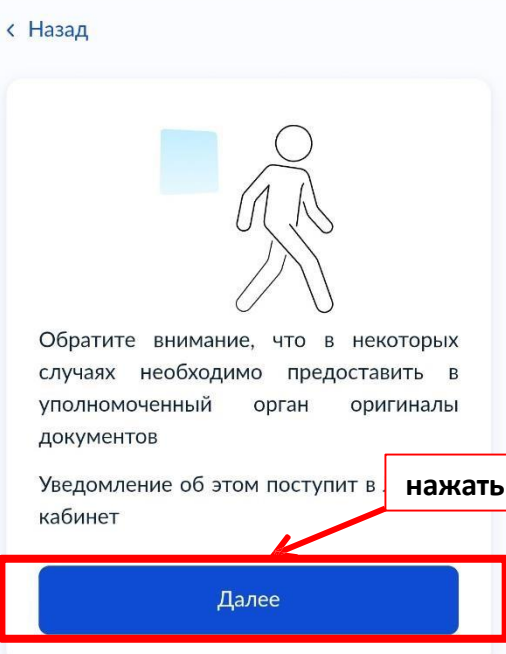 Назад
Обратите внимание, что в некоторых
случаях необходимо предоставить в
уполномоченный орган оригиналы
документов
Уведомление об этом поступит в
нажать
кабинет
Далее